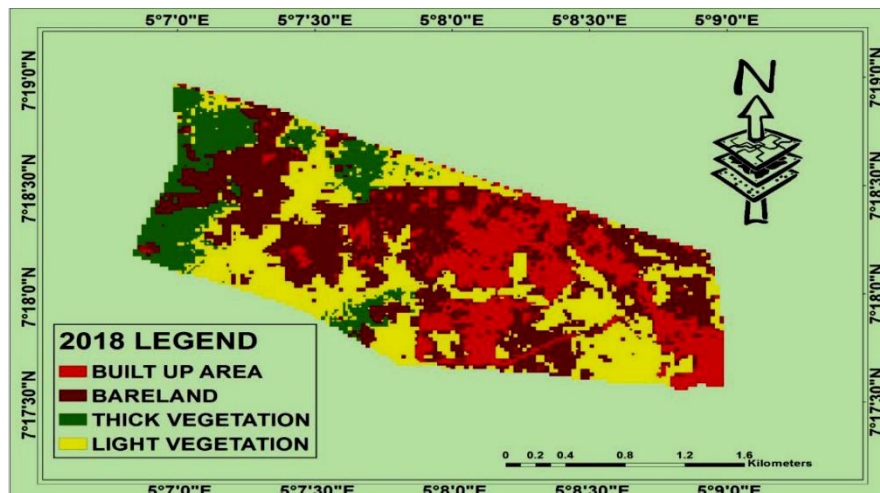 5°7'0"E 5°7'30"E 5°8'0"E 5°8'30"E 5°9'0"E
7°19'0"N
7°18'30"N
7°18'0"N
7°17'30"N
N
7°19'0"N
7°18'30"N
7°18'0"N
7°17'30"N
2018 LEGEND
BUILT UP AREA
BARELAND
THICK VEGETATION
LIGHT VEGETATION
0 0.2 0.4 0.8 1.2 1.6
Kilometers
5°7'0"E 5°7'30"E 5°8'0"E 5°8'30"E 5°9'0"E